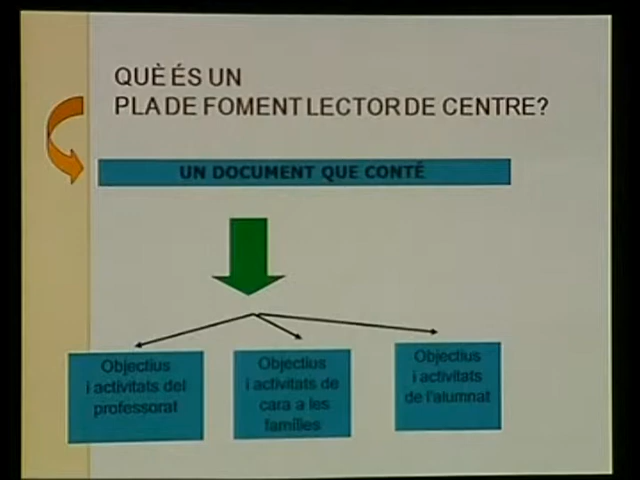 QUÈ ÉS UN
PLA DE FOMENT LECTOR DE CENTRE?
UN DOCUMENT QUE CONTÉ
Objectius
i activitats del
professorat
Objectius
i activitats de
cara a les
famílies
Objectius
i activitats
de l'alumnat